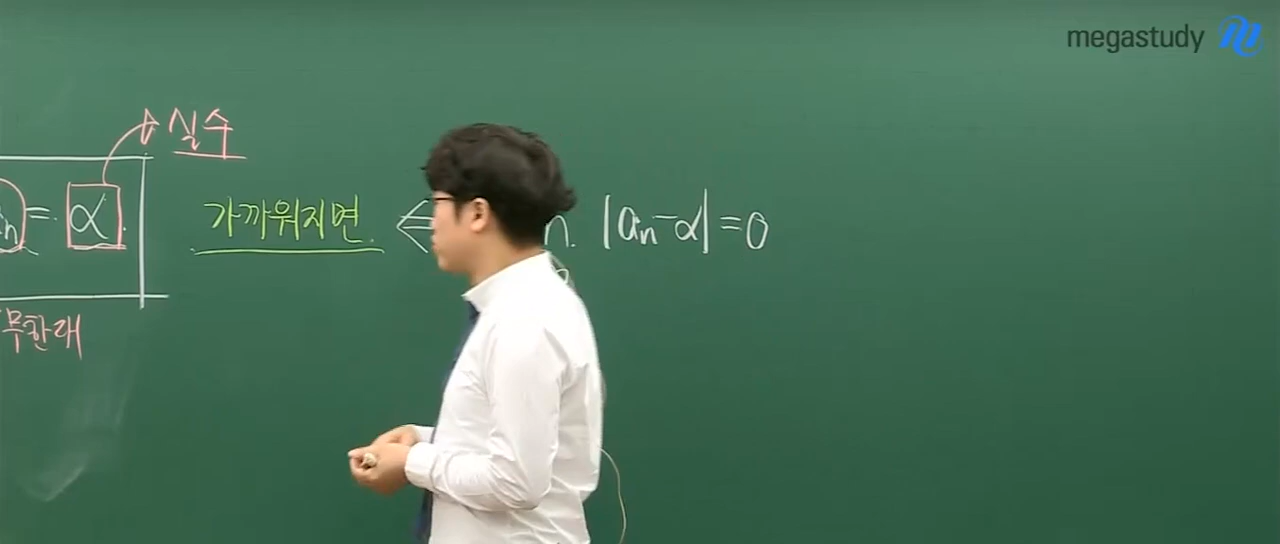 megastudy
실수
n = α
가까워지면 ⇐ n |aₙ-α|=0
무한대